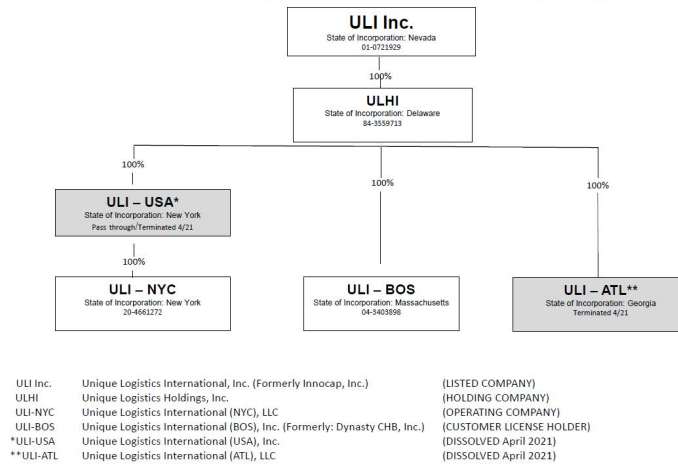 ULI Inc.
State of Incorporation: Nevada
01-0721929
100%
ULHI
State of Incorporation: Delaware
84-3559713
100%
100%
100%
ULI – USA*
State of Incorporation: New York
Pass through/Terminated 4/21
100%
ULI – NYC
State of Incorporation: New York
20-4661272
ULI – BOS
State of Incorporation: Massachusetts
04-3403898
ULI – ATL**
State of Incorporation: Georgia
Terminated 4/21
ULI Inc. Unique Logistics International, Inc. (Formerly Innocap, Inc.) (LISTED COMPANY)
ULHI Unique Logistics Holdings, Inc. (HOLDING COMPANY)
ULI-NYC Unique Logistics International (NYC), LLC (OPERATING COMPANY)
ULI-BOS Unique Logistics International (BOS), Inc. (Formerly: Dynasty CHB, Inc.) (CUSTOMER LICENSE HOLDER)
*ULI-USA Unique Logistics International (USA), Inc. (DISSOLVED April 2021)
**ULI-ATL Unique Logistics International (ATL), LLC (DISSOLVED April 2021)